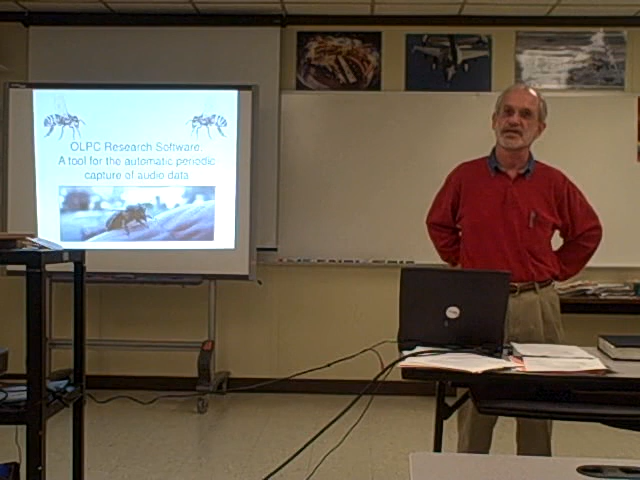 OLPC Research Software:
A tool for the automatic periodic
capture of audio data